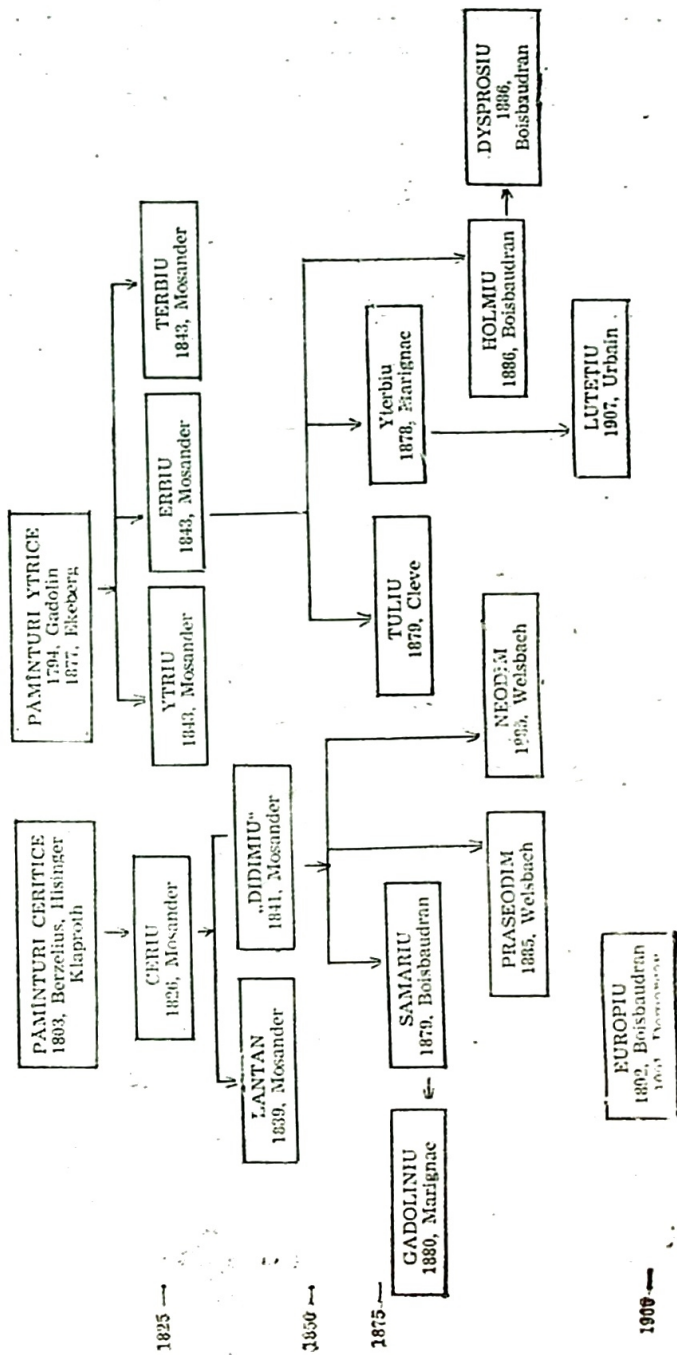 PĂMÎNTURI CERITICE
1803, Berzelius, Hisinger
Klaproth
PĂMÎNTURI YTRICE
1794, Gadolin
1877, Ekeberg
1825
CERIU
1826, Mosander
YTRIU
1843, Mosander
ERBIU
1843, Mosander
TERBIU
1843, Mosander
LANTAN
1839, Mosander
„DIDIMIU“
1841, Mosander
1850
1875
GADOLINIU
1880, Marignac
SAMARIU
1879, Boisbaudran
TULIU
1879, Cleve
Yterbiu
1878, Marignac
PRASEODIM
1885, Welsbach
NEODIM
Welsbach
HOLMIU
1886, Boisbaudran
DYSPROSIU
1886,
Boisbaudran
LUTEȚIU
1907, Urbain
EUROPIU
1892, Boisbaudran
1900